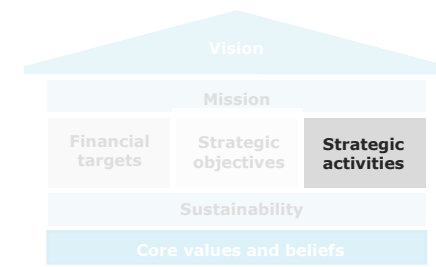 Vision
Mission
Financial
targets
Strategic
objectives
Strategic
activities
Sustainability
Core values and beliefs